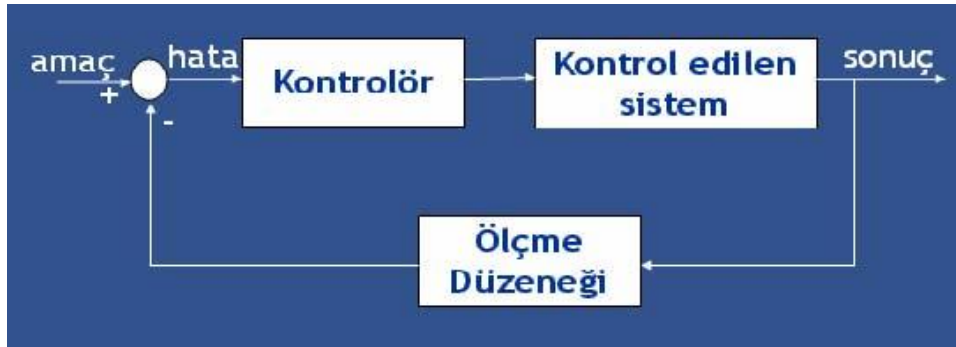 amaç
+
-
hata
Kontrolör
Kontrol edilen
sistem
sonuç
Ölçme
Düzeneği